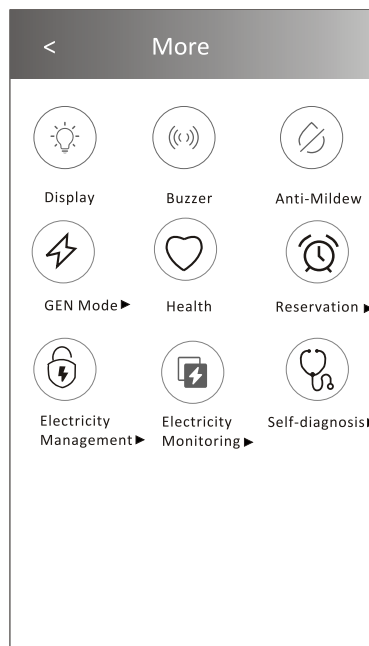 < More
Display Buzzer Anti-Mildew
GEN Mode▶ Health Reservation ▶
Electricity Electricity Self-diagnosis▶
Management▶ Monitoring ▶